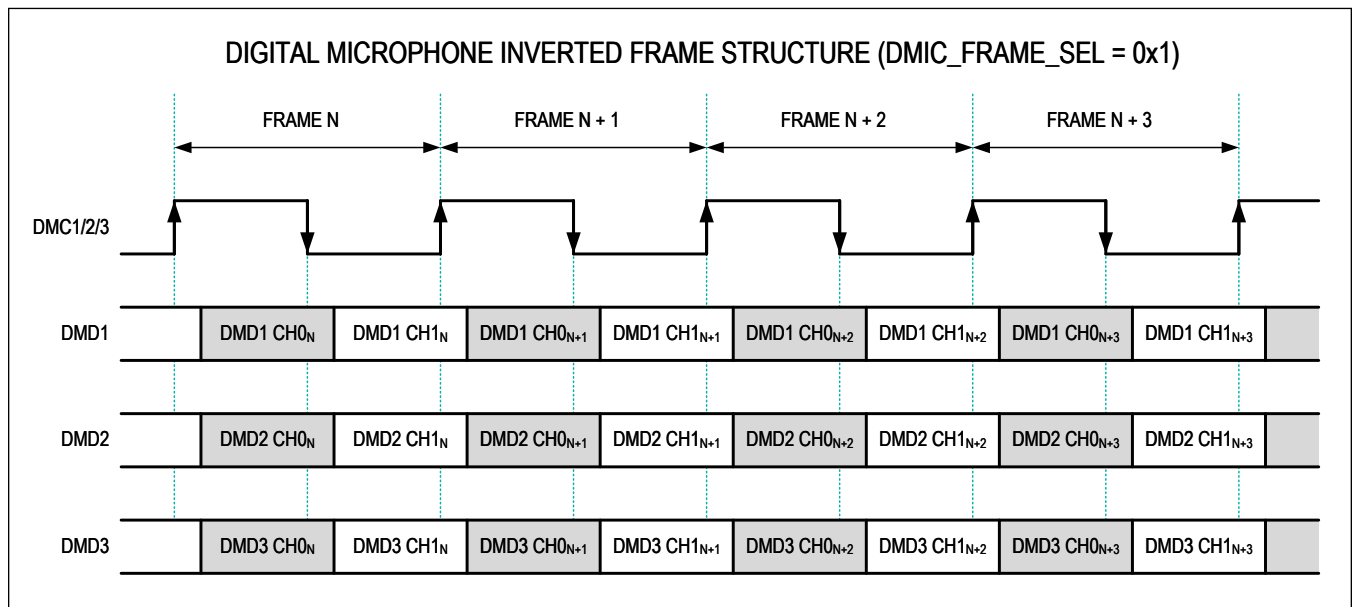 DIGITAL MICROPHONE INVERTED FRAME STRUCTURE (DMIC_FRAME_SEL = 0x1)
FRAME N FRAME N + 1 FRAME N + 2 FRAME N + 3
DMC1/2/3
DMD1 DMD1 CH0N DMD1 CH1N DMD1 CH0N+1 DMD1 CH1N+1 DMD1 CH0N+2 DMD1 CH1N+2 DMD1 CH0N+3 DMD1 CH1N+3
DMD2 DMD2 CH0N DMD2 CH1N DMD2 CH0N+1 DMD2 CH1N+1 DMD2 CH0N+2 DMD2 CH1N+2 DMD2 CH0N+3 DMD2 CH1N+3
DMD3 DMD3 CH0N DMD3 CH1N DMD3 CH0N+1 DMD3 CH1N+1 DMD3 CH0N+2 DMD3 CH1N+2 DMD3 CH0N+3 DMD3 CH1N+3